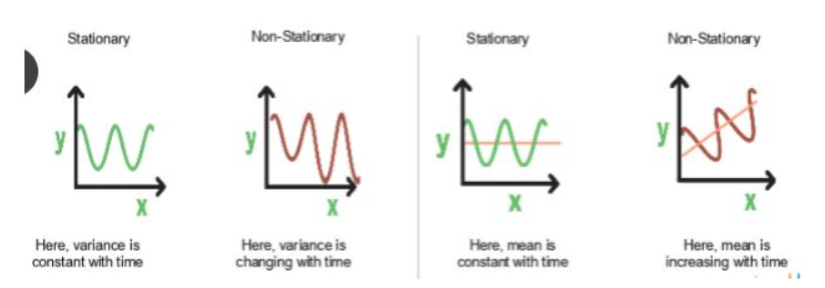 Stationary
Non-Stationary
Stationary
Non-Stationary
y
x
y
x
y
x
y
x
Here, variance is
constant with time
Here, variance is
changing with time
Here, mean is
constant with time
Here, mean is
increasing with time